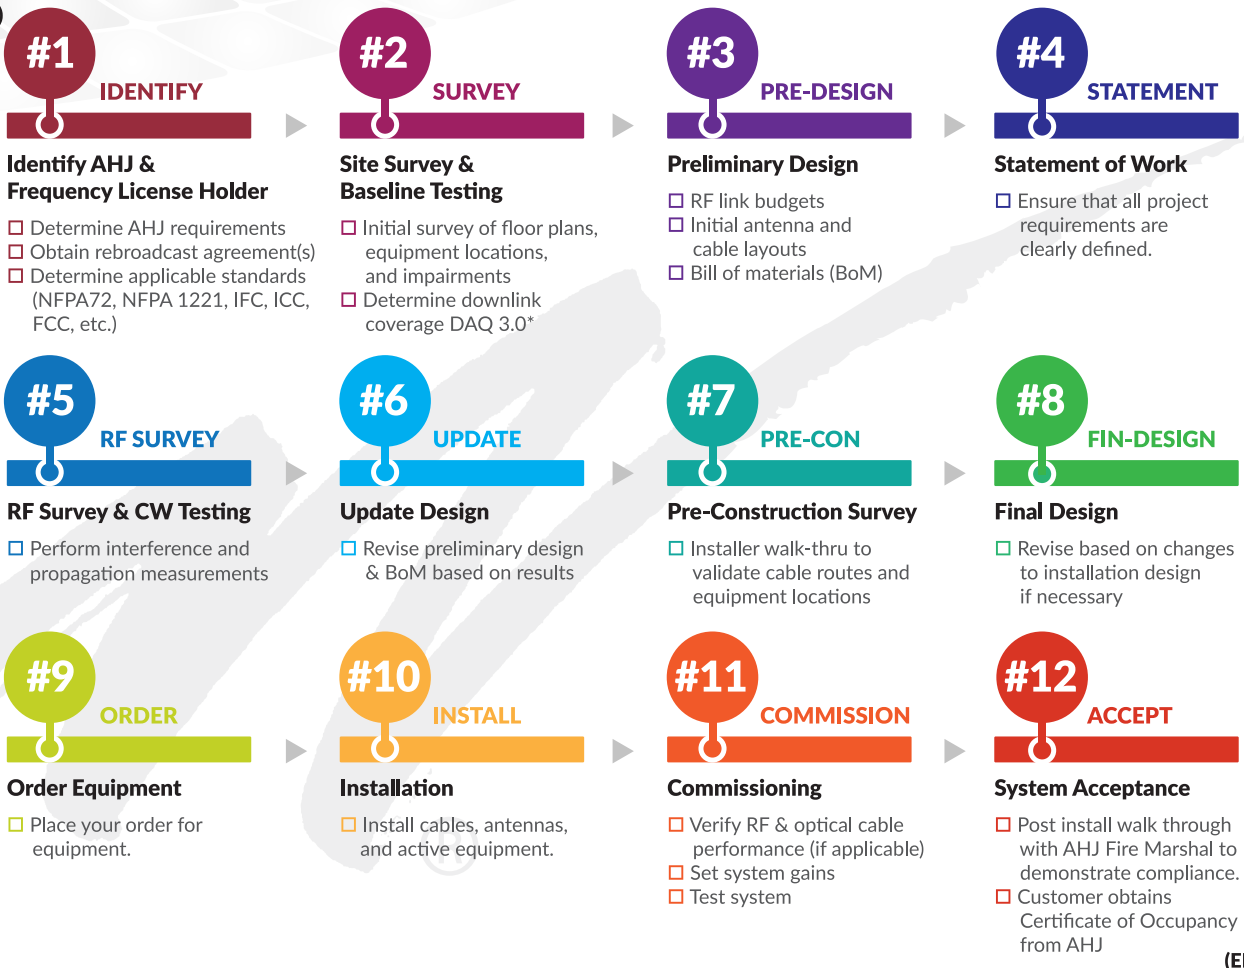 #1
IDENTIFY
Identify AHJ &
Frequency License Holder
Determine AHJ requirements
Obtain rebroadcast agreement(s)
Determine applicable standards
(NFPA72, NFPA 1221, IFC, ICC,
FCC, etc.)
#2
SURVEY
Site Survey &
Baseline Testing
Initial survey of floor plans,
equipment locations,
and impairments
Determine downlink
coverage DAQ 3.0*
#3
PRE-DESIGN
Preliminary Design
RF link budgets
Initial antenna and
cable layouts
Bill of materials (BoM)
#4
STATEMENT
Statement of Work
Ensure that all project
requirements are
clearly defined.
#5
RF SURVEY
RF Survey & CW Testing
Perform interference and
propagation measurements
#6
UPDATE
Update Design
Revise preliminary design
& BoM based on results
#7
PRE-CON
Pre-Construction Survey
Installer walk-thru to
validate cable routes and
equipment locations
#8
FIN-DESIGN
Final Design
Revise based on changes
to installation design
if necessary
#9
ORDER
Order Equipment
Place your order for
equipment.
#10
INSTALL
Installation
Install cables, antennas,
and active equipment.
®
#11
COMMISSION
Commissioning
Verify RF & optical cable
performance (if applicable)
Set system gains
Test system
#12
ACCEPT
System Acceptance
Post install walk through
with AHJ Fire Marshal to
demonstrate compliance.
Customer obtains
Certificate of Occupancy
from AHJ